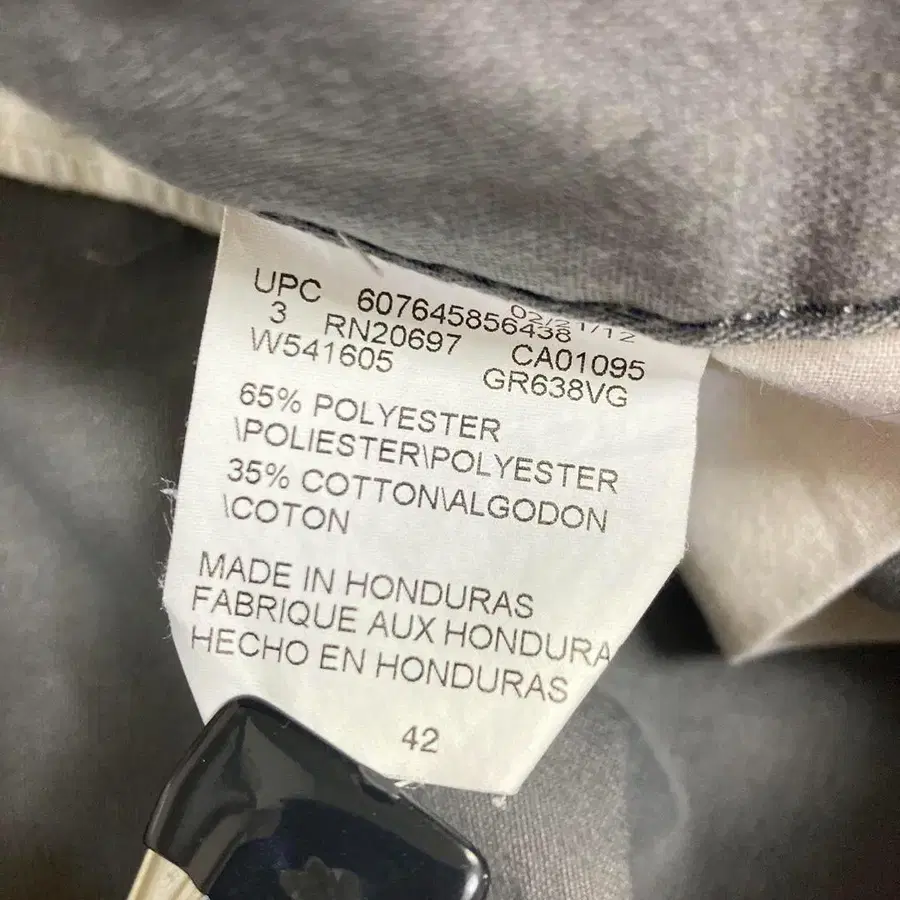 02/21/12
UPC 607645856438
3 RN20697 CA01095
W541605 GR638VG
65% POLYESTER
\POLIESTER\POLYESTER
35% COTTON\ALGODON
\COTON
MADE IN HONDURAS
FABRIQUE AUX HONDURA
HECHO EN HONDURAS
42